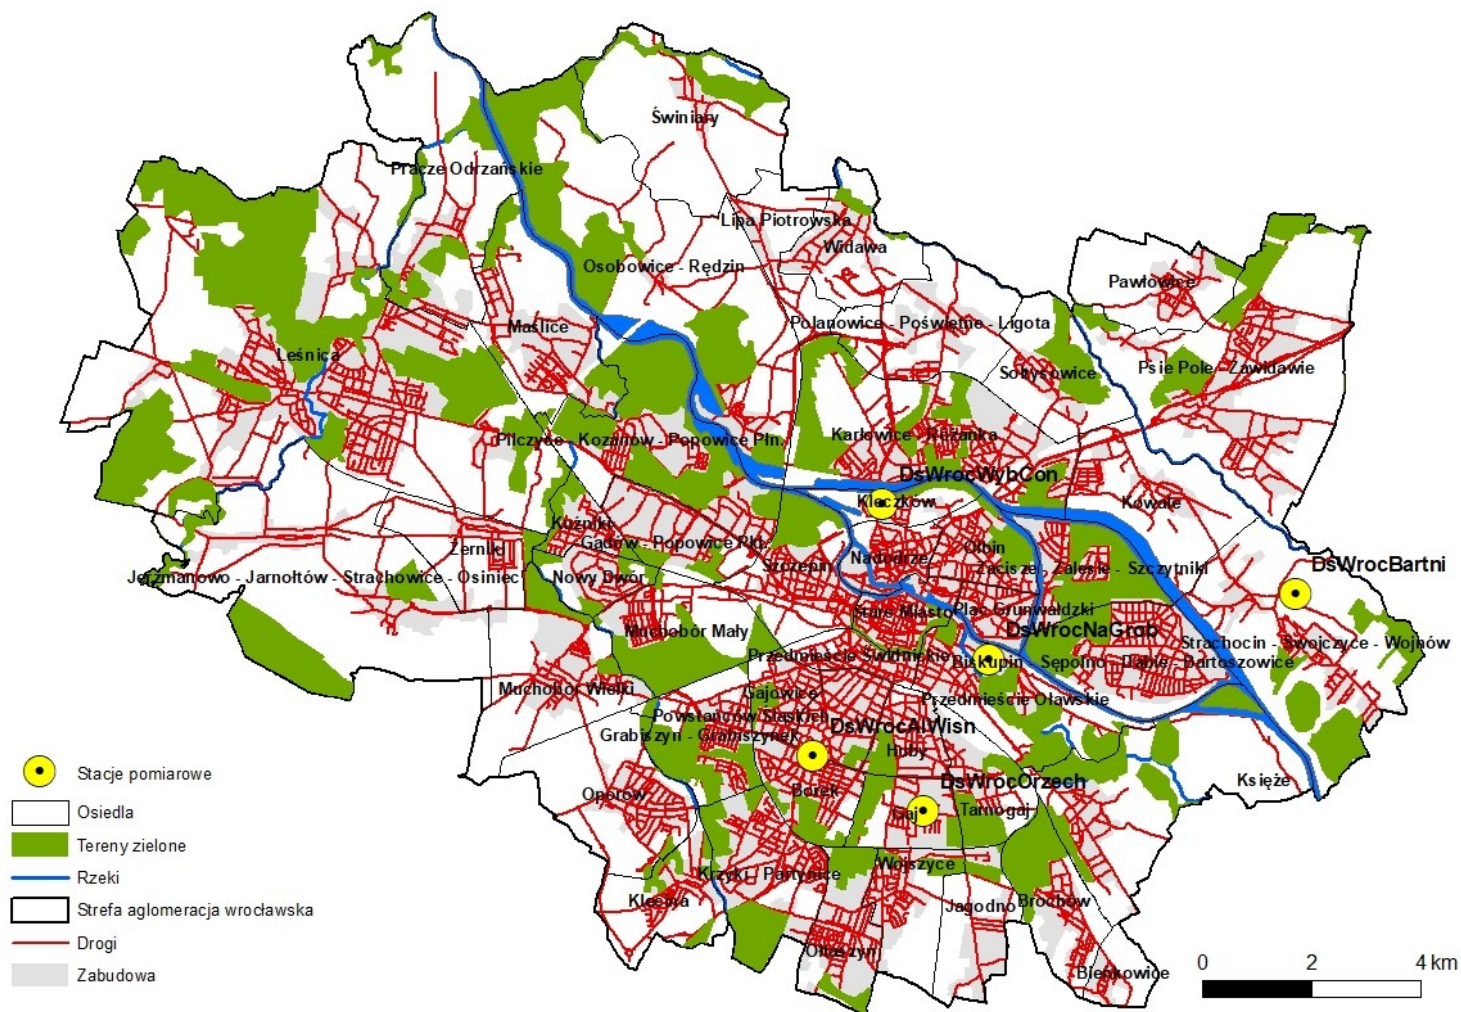 Świniary
Pracze Odrzańskie
Lipa Piotrowska
Widawa
Osobowice - Rędzin
Pawłowice
Polanowice - Poświętne - Ligota
Maślice
Leśnica
Sołtysowice
Psie Pole - Zawidawie
Pilczyce - Kozanów - Popowice Płn.
Karłowice - Różanka
DsWrocWybCon
Kleczków
Kowale
Kuźniki
Gądów - Popowice Płd.
Żerniki
Nadodrze
Ołbin
Szczepin
Zacisze - Zalesie - Szczytniki
DsWrocBartni
Jerzmanowo - Jarnołtów - Strachowice - Osiniec
Nowy Dwór
Stare Miasto
Plac Grunwaldzki
Muchobór Mały
DsWrocNaGrob
Strachocin - Swojczyce - Wojnów
Przedmieście Świdnickie
Biskupin - Sępolno - Dąbie - Bartoszowice
Muchobór Wielki
Gajowice
Przedmieście Oławskie
Powstańców Śląskich
DsWrocAlWisn
Grabiszyn - Grabiszynek
Huby
Stacje pomiarowe
DsWrocOrzech
Księże
Oporów
Borek
Gaj
Tarnogaj
Osiedla
Tereny zielone
Wojszyce
Krzyki - Partynice
Rzeki
Klecina
Jagodno
Brochów
Strefa aglomeracja wrocławska
Drogi
Ołtaszyn
Bieńkowice
Zabudowa
0 2 4 km